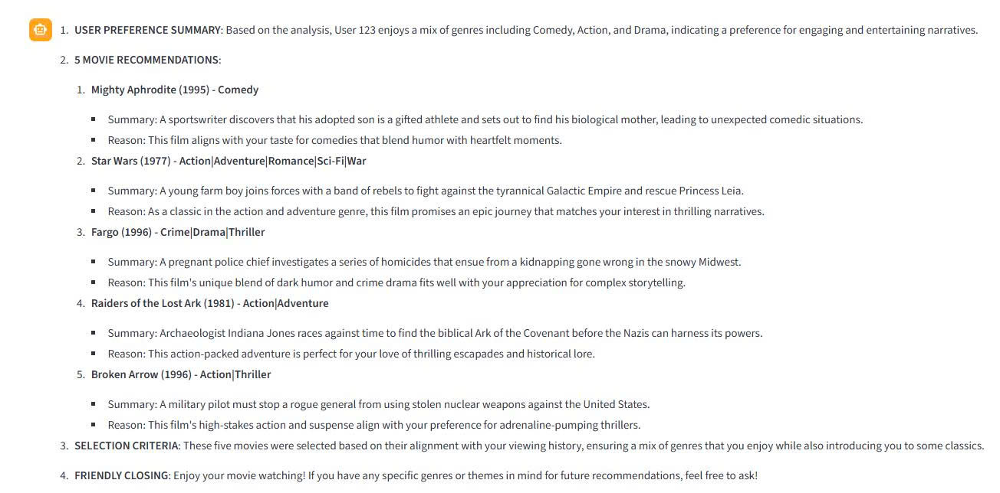 1. USER PREFERENCE SUMMARY: Based on the analysis, User 123 enjoys a mix of genres including Comedy, Action, and Drama, indicating a preference for engaging and entertaining narratives.
2. 5 MOVIE RECOMMENDATIONS:
1. Mighty Aphrodite (1995) - Comedy
▪ Summary: A sportswriter discovers that his adopted son is a gifted athlete and sets out to find his biological mother, leading to unexpected comedic situations.
▪ Reason: This film aligns with your taste for comedies that blend humor with heartfelt moments.
2. Star Wars (1977) - Action|Adventure|Romance|Sci-Fi|War
▪ Summary: A young farm boy joins forces with a band of rebels to fight against the tyrannical Galactic Empire and rescue Princess Leia.
▪ Reason: As a classic in the action and adventure genre, this film promises an epic journey that matches your interest in thrilling narratives.
3. Fargo (1996) - Crime|Drama|Thriller
▪ Summary: A pregnant police chief investigates a series of homicides that ensue from a kidnapping gone wrong in the snowy Midwest.
▪ Reason: This film's unique blend of dark humor and crime drama fits well with your appreciation for complex storytelling.
4. Raiders of the Lost Ark (1981) - Action|Adventure
▪ Summary: Archaeologist Indiana Jones races against time to find the biblical Ark of the Covenant before the Nazis can harness its powers.
▪ Reason: This action-packed adventure is perfect for your love of thrilling escapades and historical lore.
5. Broken Arrow (1996) - Action|Thriller
▪ Summary: A military pilot must stop a rogue general from using stolen nuclear weapons against the United States.
▪ Reason: This film's high-stakes action and suspense align with your preference for adrenaline-pumping thrillers.
3. SELECTION CRITERIA: These five movies were selected based on their alignment with your viewing history, ensuring a mix of genres that you enjoy while also introducing you to some classics.
4. FRIENDLY CLOSING: Enjoy your movie watching! If you have any specific genres or themes in mind for future recommendations, feel free to ask!